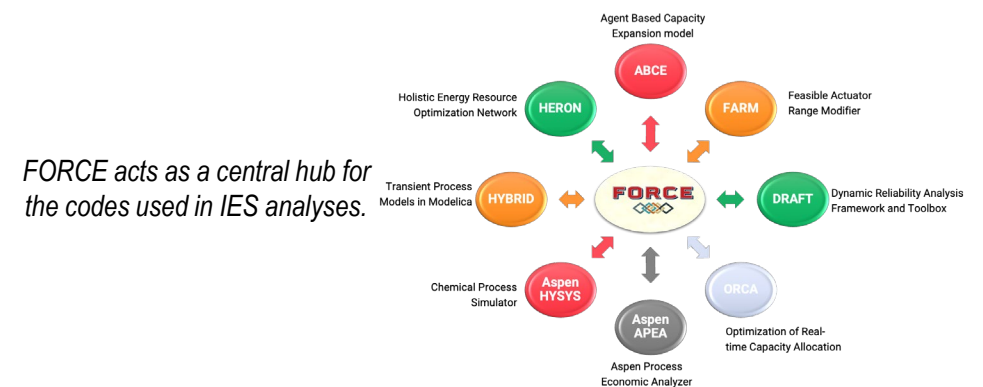 Agent Based Capacity
Expansion model
ABCE
Holistic Energy Resource
Optimization Network
HERON
FARM
Feasible Actuator
Range Modifier
FORCE acts as a central hub for
the codes used in IES analyses.
Transient Process
Models in Modelica
HYBRID
FORCE
DRAFT
Dynamic Reliability Analysis
Framework and Toolbox
Chemical Process
Simulator
Aspen
HYSYS
Aspen
APEA
ORCA
Optimization of Real-
time Capacity Allocation
Aspen Process
Economic Analyzer